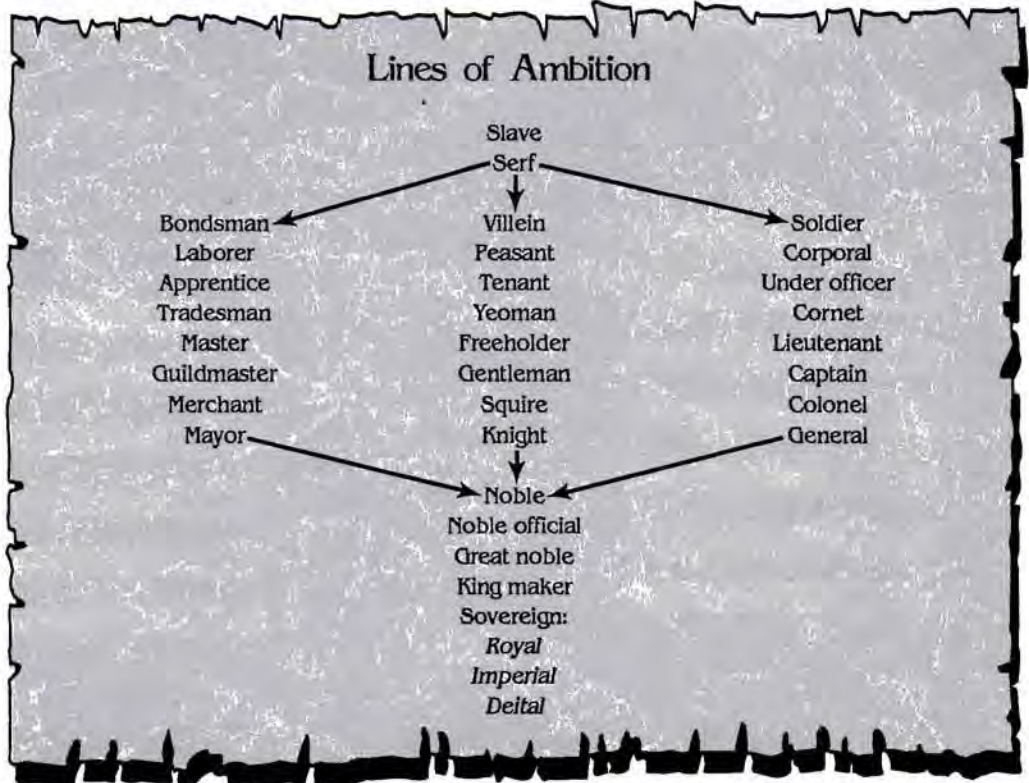 Lines of Ambition
Slave
Serf
Bondsman Villein Soldier
Laborer Peasant Corporal
Apprentice Tenant Under officer
Tradesman Yeoman Cornet
Master Freeholder Lieutenant
Guildmaster Gentleman Captain
Merchant Squire Colonel
Mayor Knight General
Noble
Noble official
Great noble
King maker
Sovereign:
Royal
Imperial
Deital